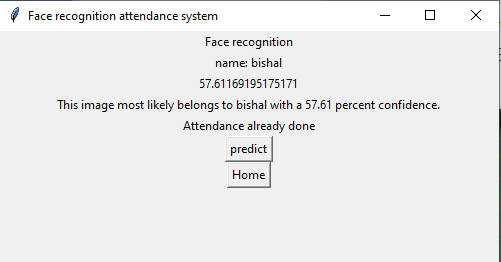 Face recognition attendance system
Face recognition
name: bishal
57.61169195175171
This image most likely belongs to bishal with a 57.61 percent confidence.
Attendance already done
predict
Home